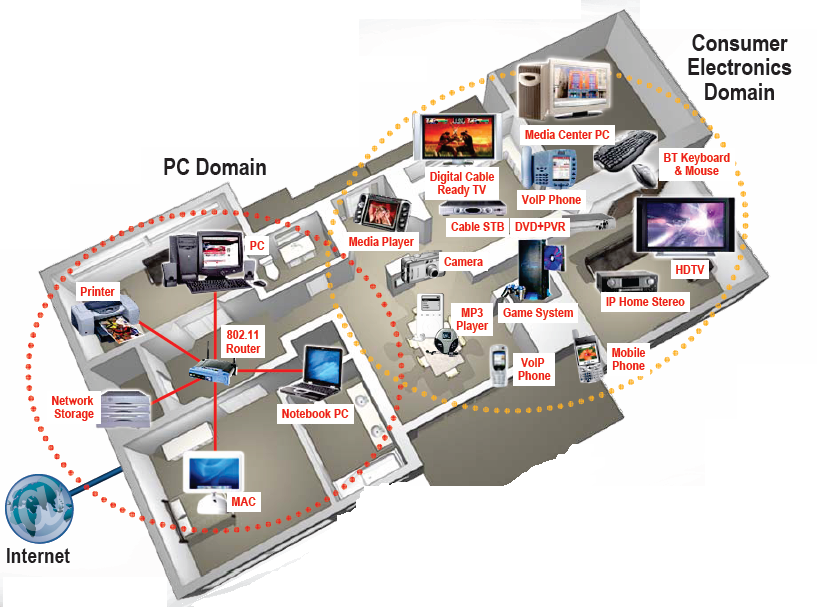 Consumer
Electronics
Domain
PC Domain
Media Center PC
BT Keyboard
& Mouse
Digital Cable
Ready TV
VoIP Phone
Cable STB
DVD+PVR
Media Player
HDTV
PC
Camera
IP Home Stereo
Printer
MP3
Player
Game System
802.11
Router
VoIP
Phone
Mobile
Phone
Network
Storage
Notebook PC
MAC
@
Internet